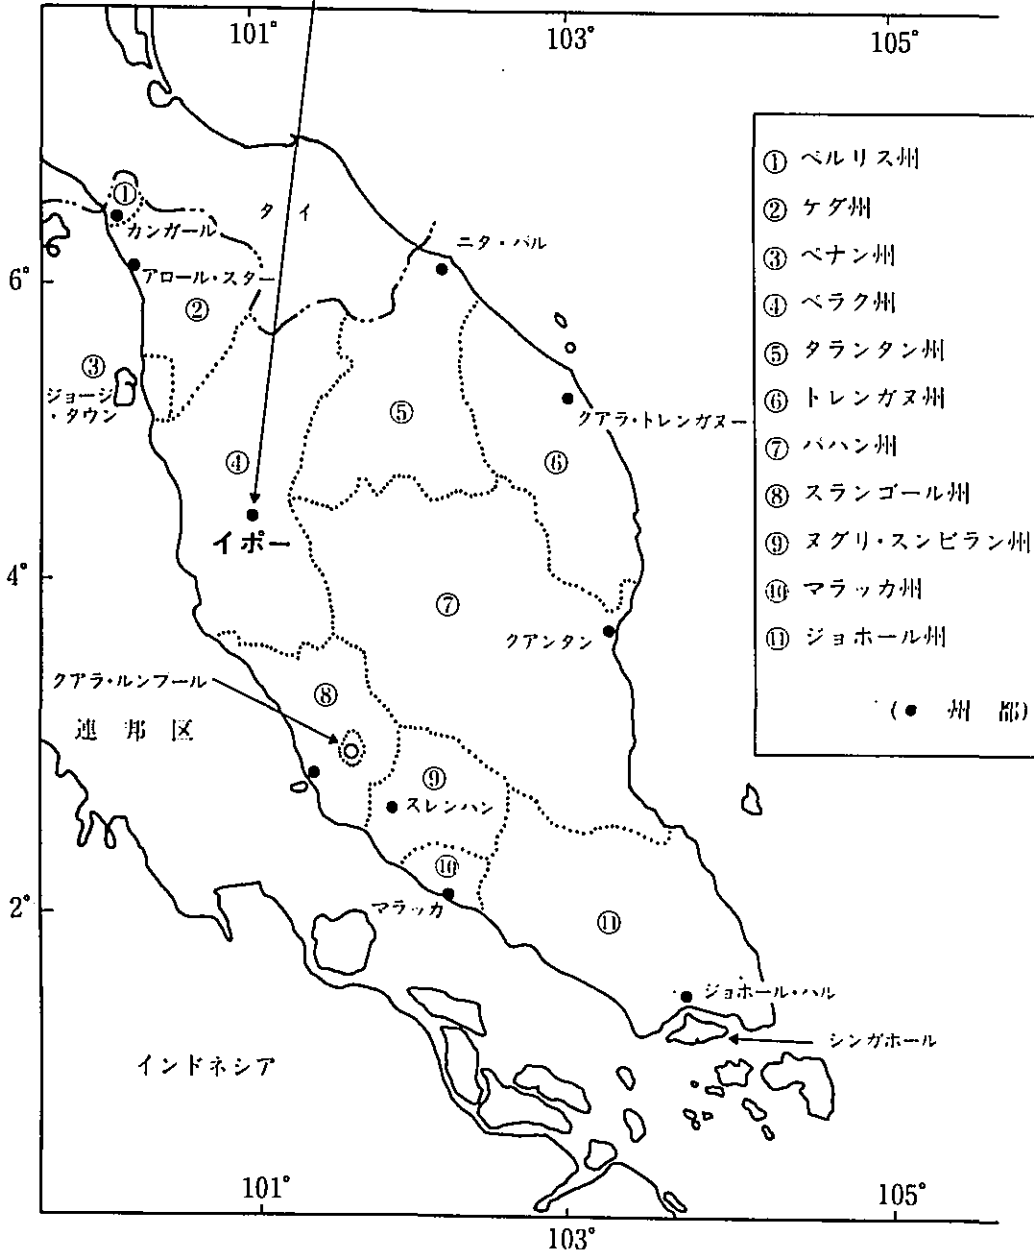 101°
103°
105°
① ペルリス州
② ケダ州
③ ペナン州
④ ペラク州
⑤ タランタン州
⑥ トレンガヌ州
⑦ パハン州
⑧ スランゴール州
⑨ ヌグリ・スンビラン州
⑩ マラッカ州
⑪ ジョホール州
(● 州 都)
①
カンガール
タイ
ニタ・バル
6°
アロール・スター
②
③
ジョージ
・タウン
⑤
クアラ・トレンガヌー
④
⑥
イポー
4°
⑦
クアンタン
クアラ・ルンプール
⑧
連 邦 区
⑨
スレンバン
⑩
2°
マラッカ
⑪
ジョホール・バル
シンガポール
インドネシア
101°
103°
105°